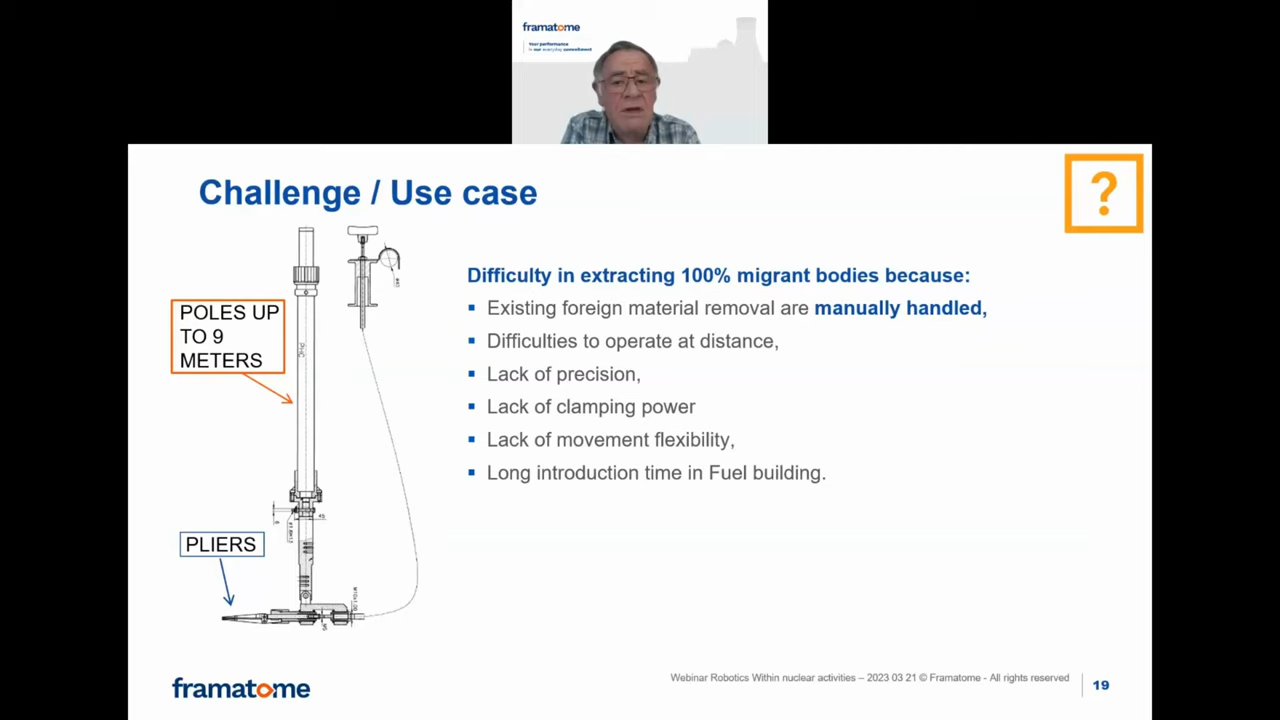 framatome
Your performance
is our everyday commitment
Challenge / Use case
?
POLES UP
TO 9
METERS
PLIERS
Difficulty in extracting 100% migrant bodies because:
▪ Existing foreign material removal are manually handled,
▪ Difficulties to operate at distance,
▪ Lack of precision,
▪ Lack of clamping power
▪ Lack of movement flexibility,
▪ Long introduction time in Fuel building.
framatome
Webinar Robotics Within nuclear activities – 2023 03 21 © Framatome - All rights reserved
19